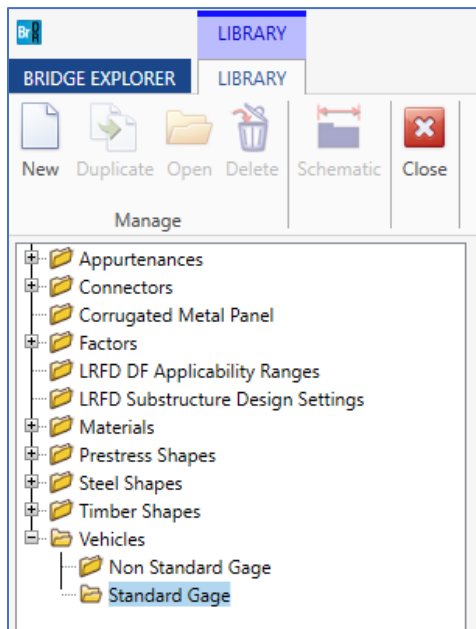 Br DR
LIBRARY
BRIDGE EXPLORER LIBRARY
New Duplicate Open Delete Schematic Close
Manage
Appurtenances
Connectors
Corrugated Metal Panel
Factors
LRFD DF Applicability Ranges
LRFD Substructure Design Settings
Materials
Prestress Shapes
Steel Shapes
Timber Shapes
Vehicles
Non Standard Gage
Standard Gage